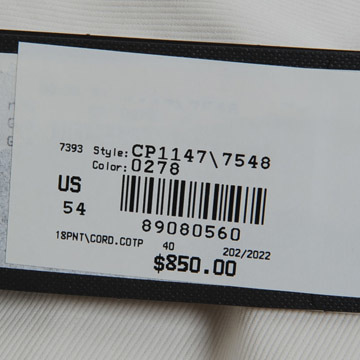 7393 Style:CP1147\7548
Color:0278
US
54
89080560
18PNT\CORD.COTP 40 202/2022
$850.00